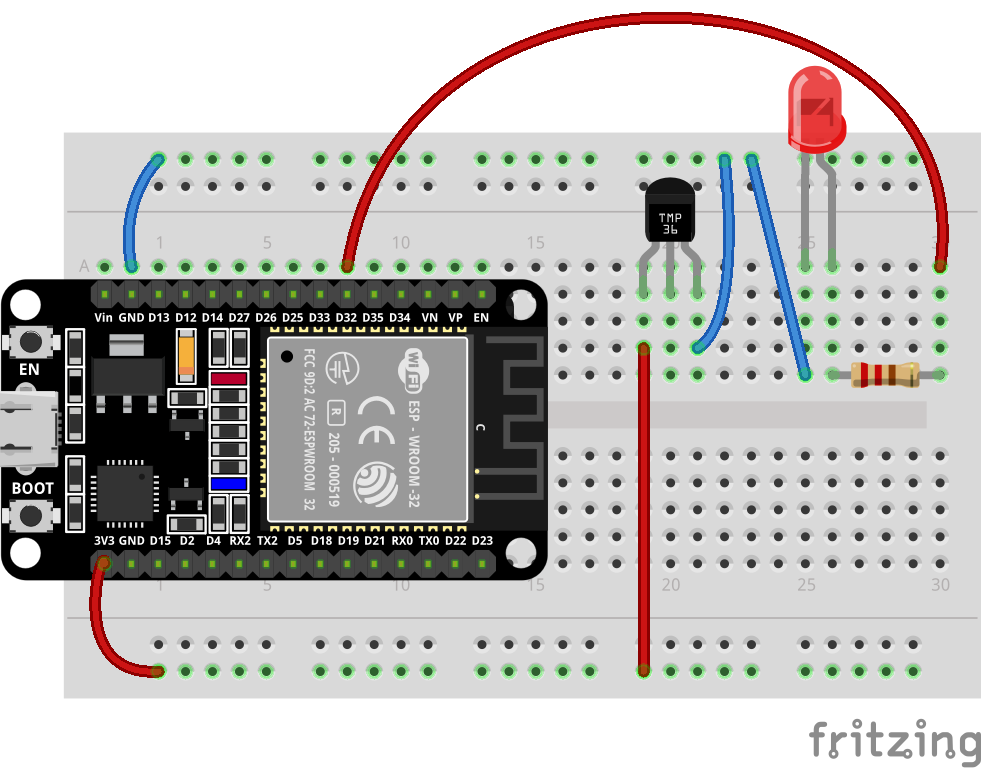 1 5 10 15 20 25 30
A
TMP
36
Vin GND D13 D12 D14 D27 D26 D25 D33 D32 D35 D34 VN VP EN
EN
FCC 9D:2 AC 72-ESPWROOM 32
R
205 - 000519
CE
WiFi
ESP - WROOM-32
C
BOOT
3V3 GND D15 D2 D4 RX2 TX2 D5 D18 D19 D21 RX0 TX0 D22 D23
1 5 10 15 20 25 30
fritzing